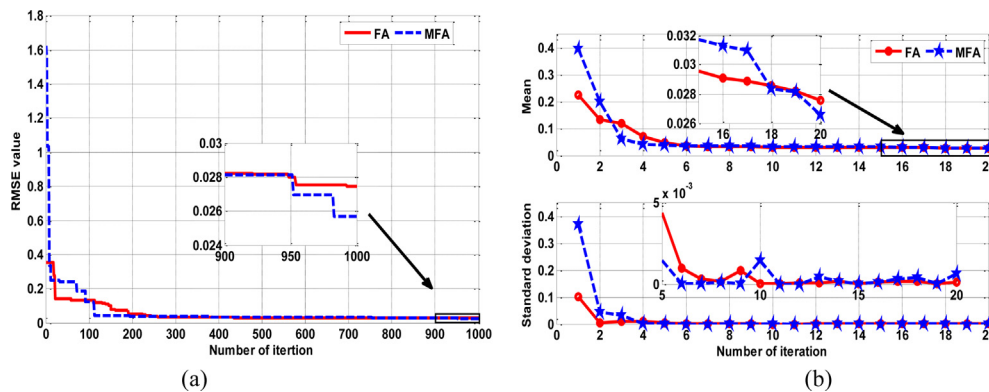 (a)
1.8
1.6
1.4
1.2
1
0.8
0.6
0.4
0.2
0
RMSE value
FA MFA
0.03
0.028
0.026
0.024
900 950 1000
0 100 200 300 400 500 600 700 800 900 1000
Number of itertion
(a)
(b)
0.4
0.3
0.2
0.1
0
Mean
0.032
0.03
0.028
0.026
16 18 20
FA MFA
0 2 4 6 8 10 12 14 16 18 2
0.4
0.3
0.2
0.1
0
Standard deviation
x 10-3
5
0
5 10 15 20
0 2 4 6 8 10 12 14 16 18 2
Number of iteration
(b)